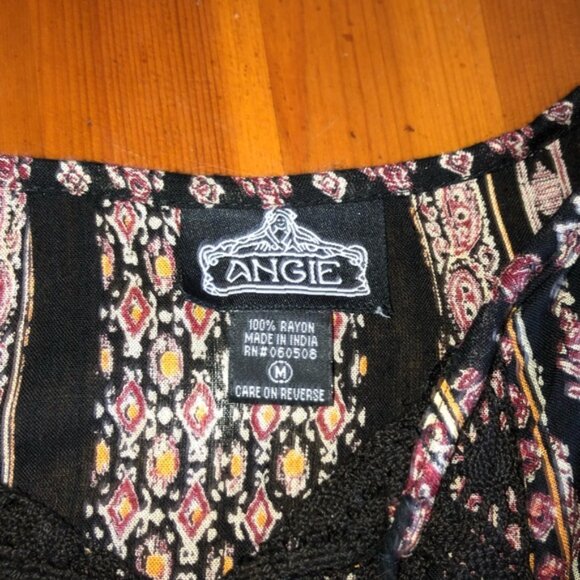 ANGIE
100% RAYON
MADE IN INDIA
RN#060508
M
CARE ON REVERSE